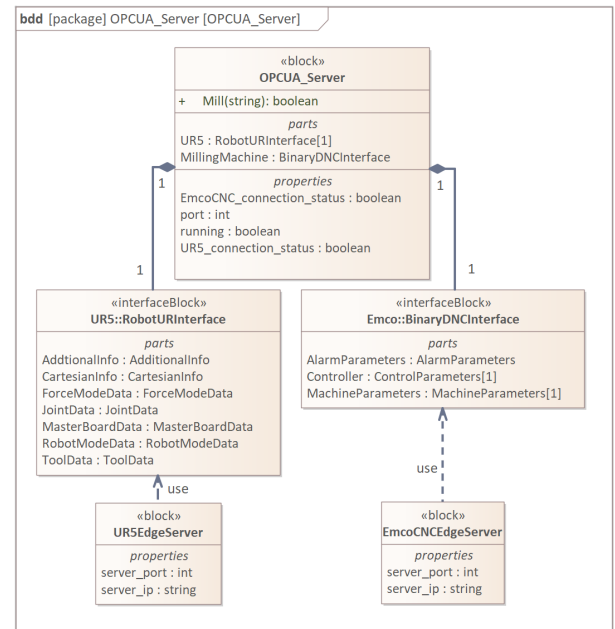 bdd [package] OPCUA_Server [OPCUA_Server]
«block»
OPCUA_Server
+ Mill(string): boolean
parts
UR5 : RobotURInterface[1]
MillingMachine : BinaryDNCInterface
properties
EmcoCNC_connection_status : boolean
port : int
running : boolean
UR5_connection_status : boolean
1
1
1
1
«interfaceBlock»
UR5::RobotURInterface
parts
AddtionalInfo : AdditionalInfo
CartesianInfo : CartesianInfo
ForceModeData : ForceModeData
JointData : JointData
MasterBoardData : MasterBoardData
RobotModeData : RobotModeData
ToolData : ToolData
«interfaceBlock»
Emco::BinaryDNCInterface
parts
AlarmParameters : AlarmParameters
Controller : ControlParameters[1]
MachineParameters : MachineParameters[1]
use
use
«block»
UR5EdgeServer
properties
server_port : int
server_ip : string
«block»
EmcoCNCEdgeServer
properties
server_port : int
server_ip : string